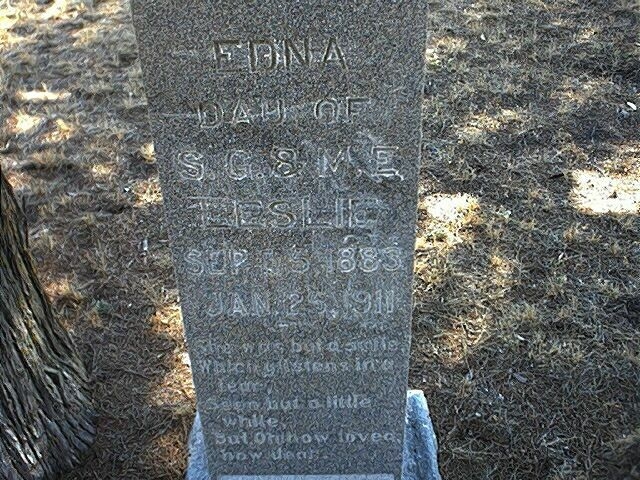 EDNA
DAU. OF
S. G. & M. E.
LESLIE
SEP. 1883
JAN. 25, 1911
She was but a smile,
Which glistens in a
tear,
Seen but a little
while,
But Oh! how loved
how dear.